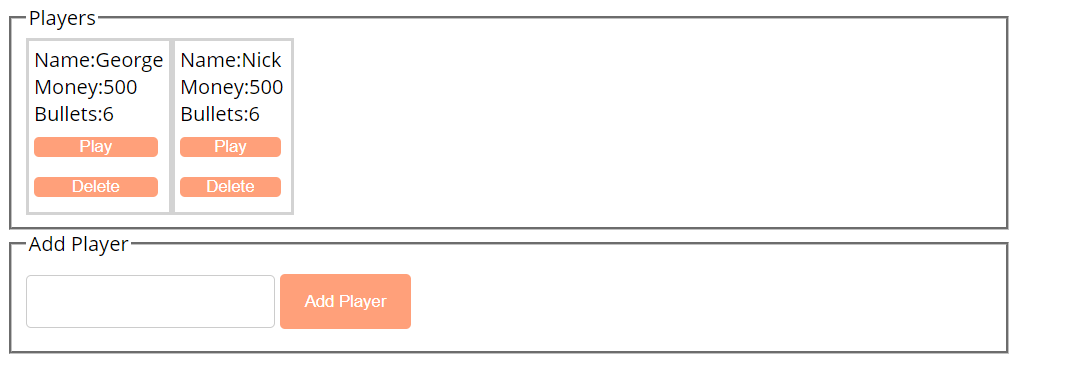 Players
Name:George
Money:500
Bullets:6
Play
Delete
Name:Nick
Money:500
Bullets:6
Play
Delete
Add Player
Add Player